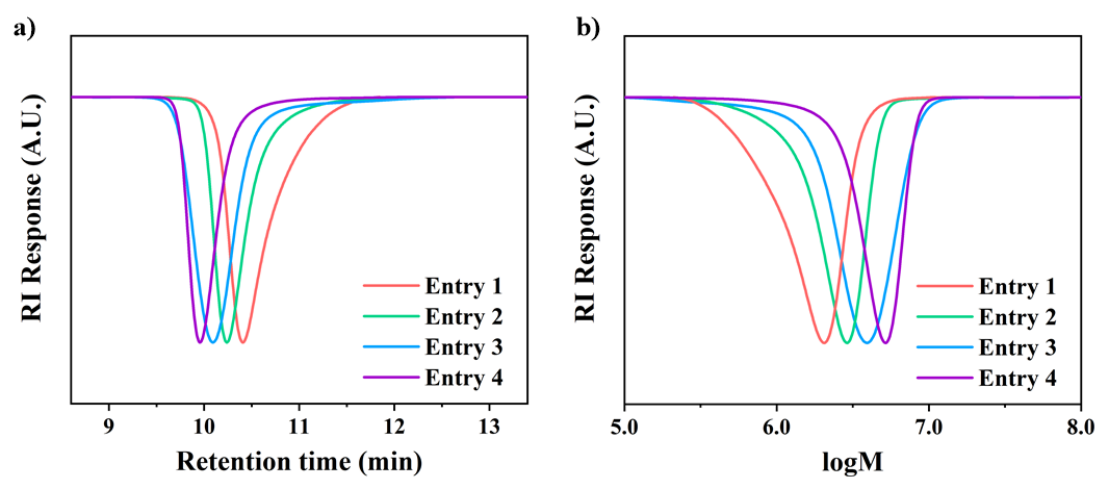 a)
RI Response (A.U.)
Entry 1
Entry 2
Entry 3
Entry 4
9 10 11 12 13
Retention time (min)
b)
RI Response (A.U.)
Entry 1
Entry 2
Entry 3
Entry 4
5.0 6.0 7.0 8.0
logM